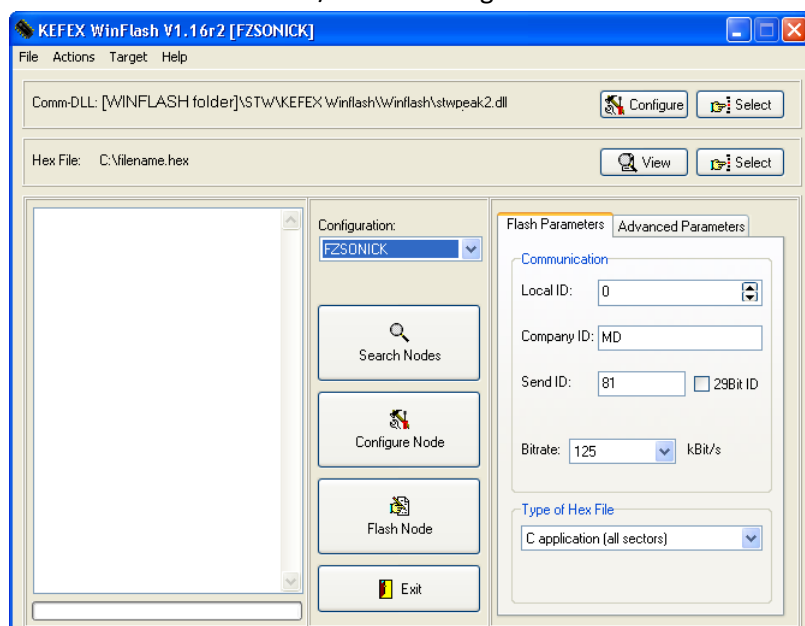 KEFEX WinFlash V1.16r2 [FZSONICK]
File Actions Target Help
Comm-DLL: [WINFLASH folder]\STW\KEFEX Winflash\Winflash\stwpeak2.dll
Configure
Select
Hex File: C:\filename.hex
View
Select
Configuration:
FZSONICK
Search Nodes
Configure Node
Flash Node
Exit
Flash Parameters
Advanced Parameters
Communication
Local ID: 0
Company ID: MD
Send ID: 81
29Bit ID
Bitrate: 125 kBit/s
Type of Hex File
C application (all sectors)